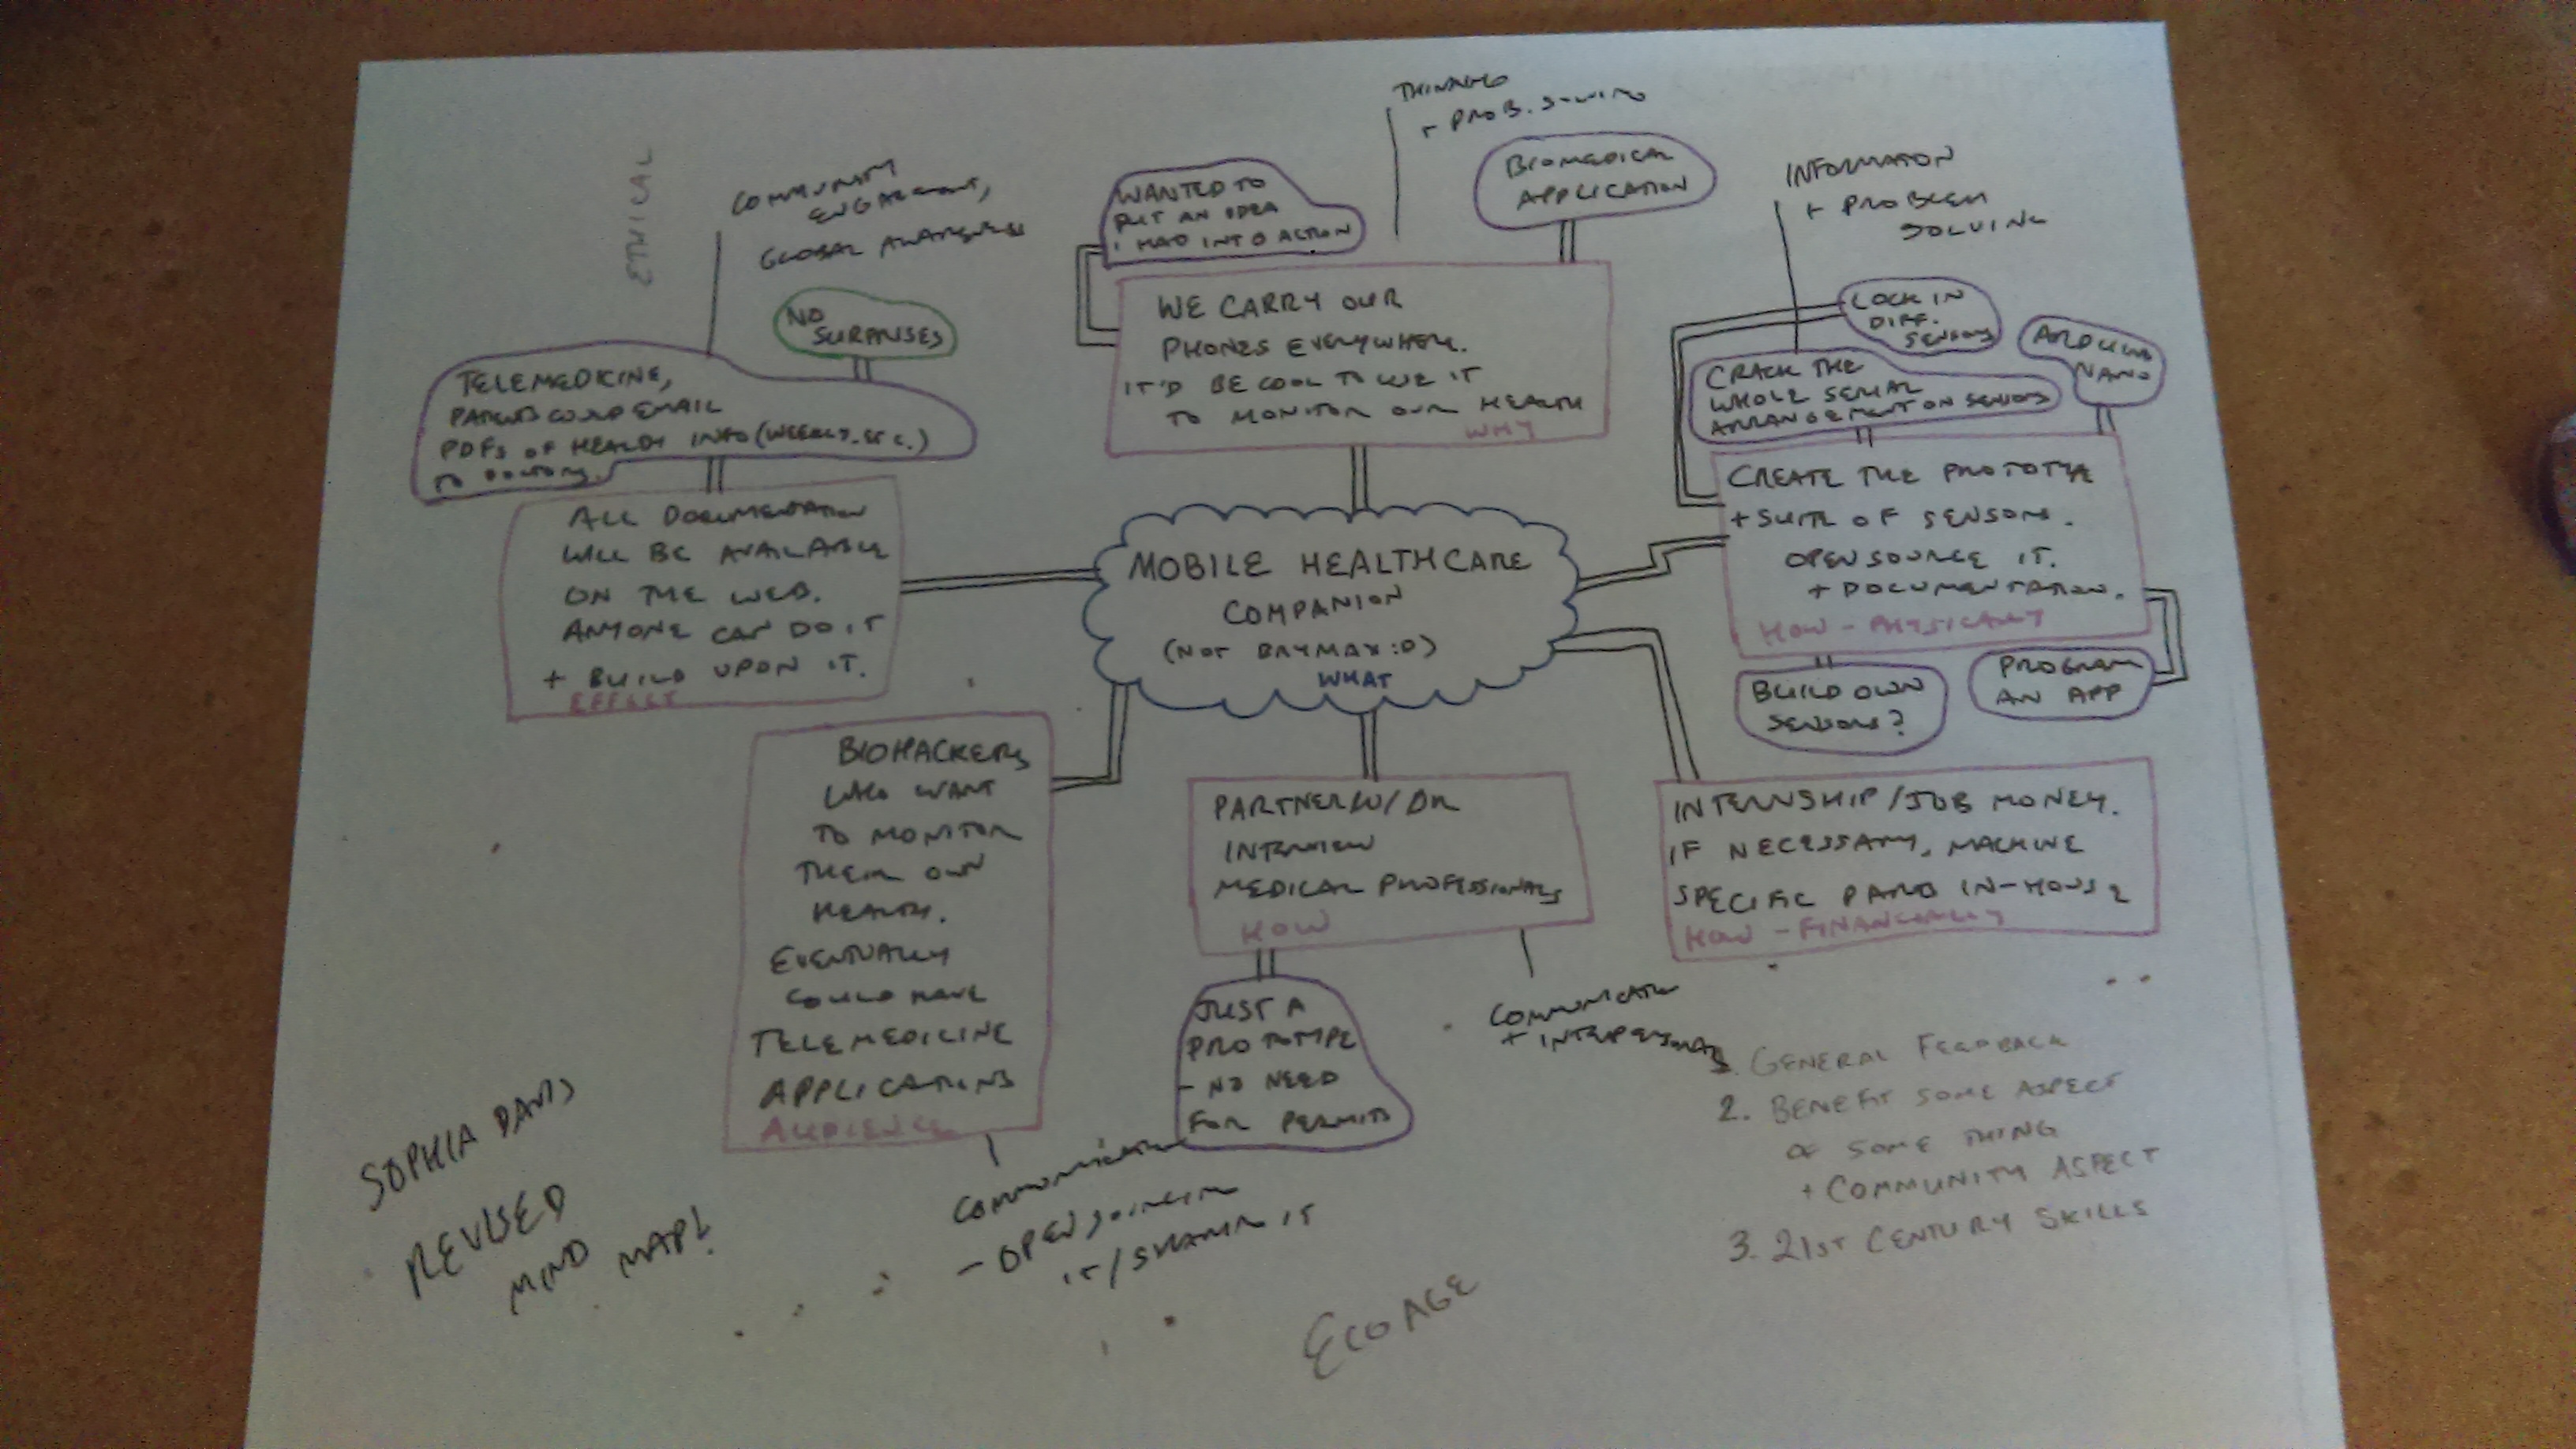 THINKING
+ PROB. SOLVING
BIOMEDICAL
APPLICATION
INFORMATION
+ PROBLEM
SOLVING
ETHICAL
COMMUNITY
ENGAGEMENT,
GLOBAL AWARENESS
WANTED TO
PUT AN IDEA
I HAD INTO ACTION
NO
SURPRISES
WE CARRY OUR
PHONES EVERYWHERE.
IT'D BE COOL TO USE IT
TO MONITOR OUR HEALTH
WHY
LOCK IN
DIFF.
SENSORS
ARDUINO
NANO
CRACK THE
WHOLE SERIAL
ARRANGEMENT ON SENSORS
TELEMEDICINE,
PATIENTS COULD EMAIL
PDFS OF HEALTH INFO (WEEKLY, ETC.)
TO DOCTORS.
ALL DOCUMENTATION
WILL BE AVAILABLE
ON THE WEB.
ANYONE CAN DO IT
+ BUILD UPON IT.
EFFECT
MOBILE HEALTHCARE
COMPANION
(NOT BAYMAX :D)
WHAT
CREATE THE PROTOTYPE
+ SUITE OF SENSORS.
OPEN SOURCE IT.
+ DOCUMENTATION.
HOW - PHYSICALLY
BUILD OWN
SENSORS?
PROGRAM
AN APP
BIOHACKERS
WHO WANT
TO MONITOR
THEIR OWN
HEALTH.
EVENTUALLY
COULD HAVE
TELEMEDICINE
APPLICATIONS
AUDIENCE
PARTNER W/ DR
INTERVIEW
MEDICAL PROFESSIONALS
HOW
INTERNSHIP/JOB MONEY.
IF NECESSARY, MACHINE
SPECIFIC PARTS IN-HOUSE
HOW - FINANCIALLY
JUST A
PROTOTYPE
- NO NEED
FOR PERMITS
COMMUNICATION
+ INTERPERSONAL
COMMUNICATION
- OPEN SOURCING
IT/SHARING IT
1. GENERAL FEEDBACK
2. BENEFIT SOME ASPECT
OF SOME THING
+ COMMUNITY ASPECT
3. 21ST CENTURY SKILLS
SOPHIA DAVIS
REVISED
MIND MAP!
ECO AGE